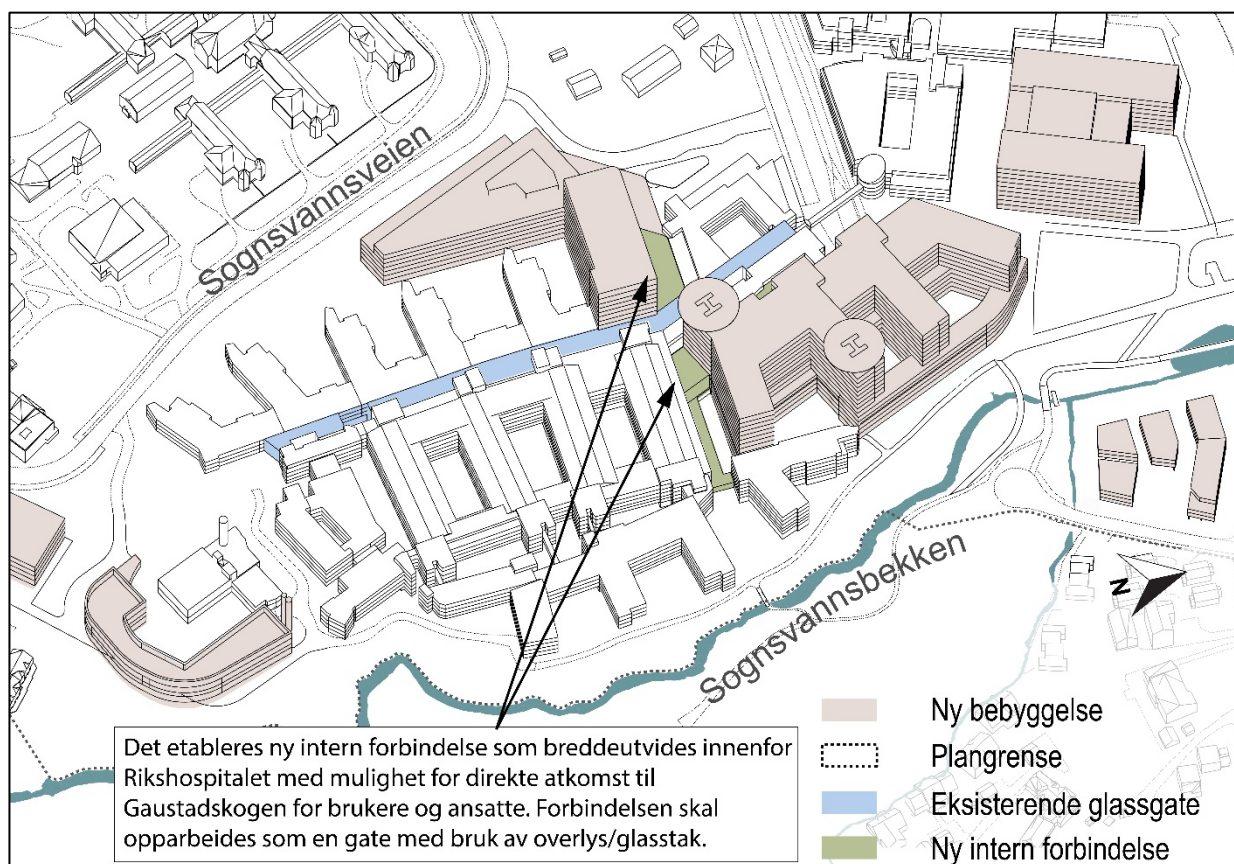 Sognsvannsveien
H
H
Sognsvannsbekken
N
Det etableres ny intern forbindelse som breddeutvides innenfor
Rikshospitalet med mulighet for direkte atkomst til
Gaustadskogen for brukere og ansatte. Forbindelsen skal
opparbeides som en gate med bruk av overlys/glasstak.
Ny bebyggelse
Plangrense
Eksisterende glassgate
Ny intern forbindelse